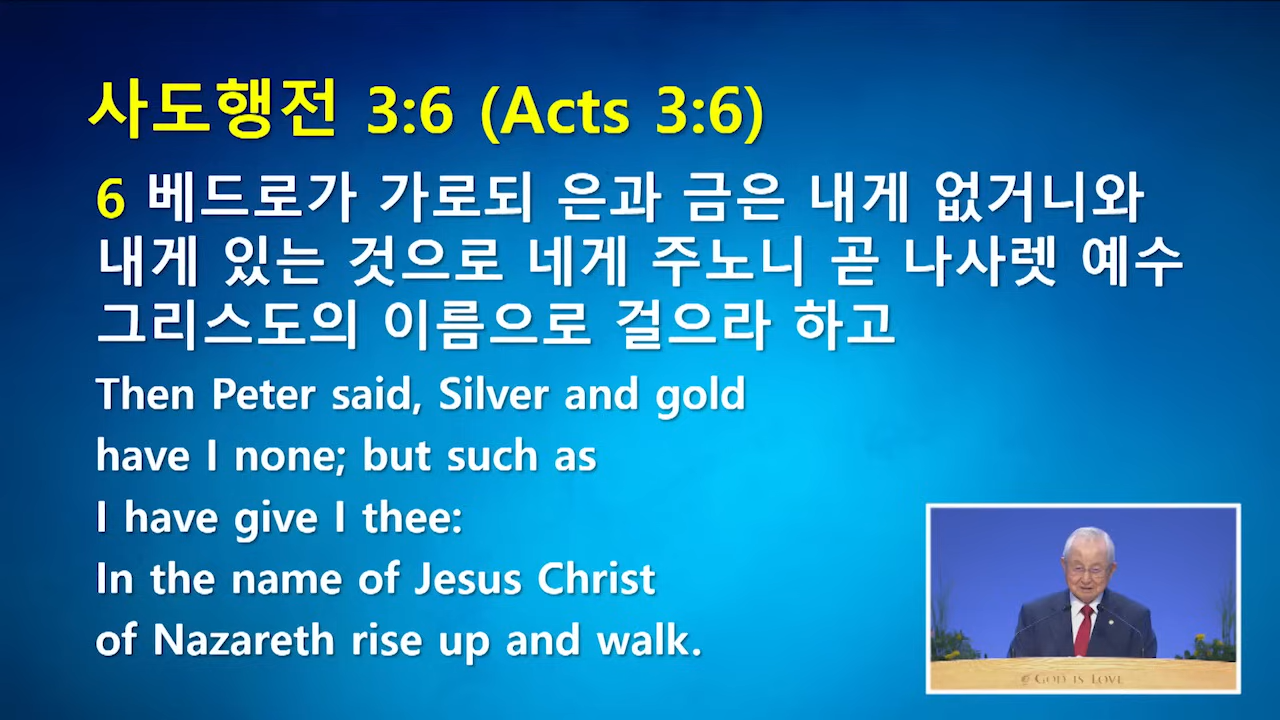 사도행전 3:6 (Acts 3:6)
6 베드로가 가로되 은과 금은 내게 없거니와
내게 있는 것으로 네게 주노니 곧 나사렛 예수
그리스도의 이름으로 걸으라 하고
Then Peter said, Silver and gold
have I none; but such as
I have give I thee:
In the name of Jesus Christ
of Nazareth rise up and walk.
GOD IS LOVE